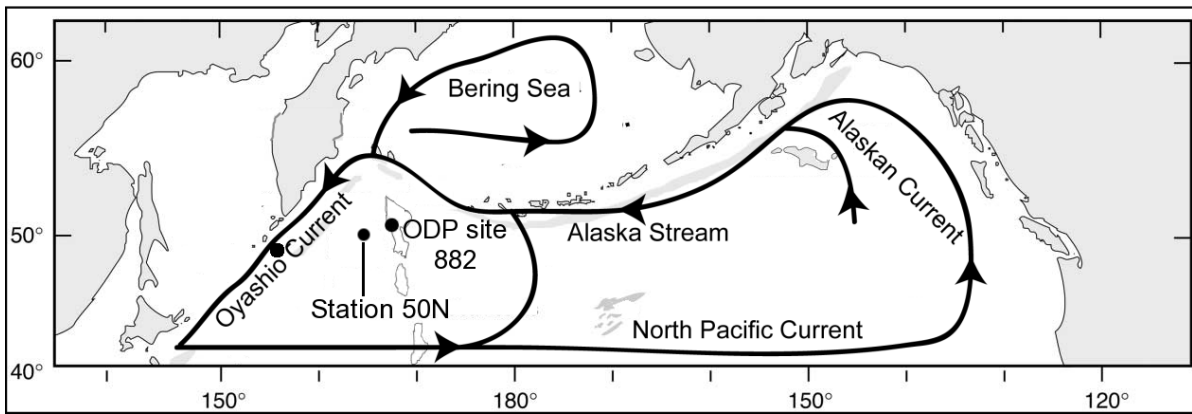 60°
Bering Sea
Alaskan Current
Oyashio Current
ODP site
882
50°
Alaska Stream
Station 50N
North Pacific Current
40°
150°
180°
150°
120°